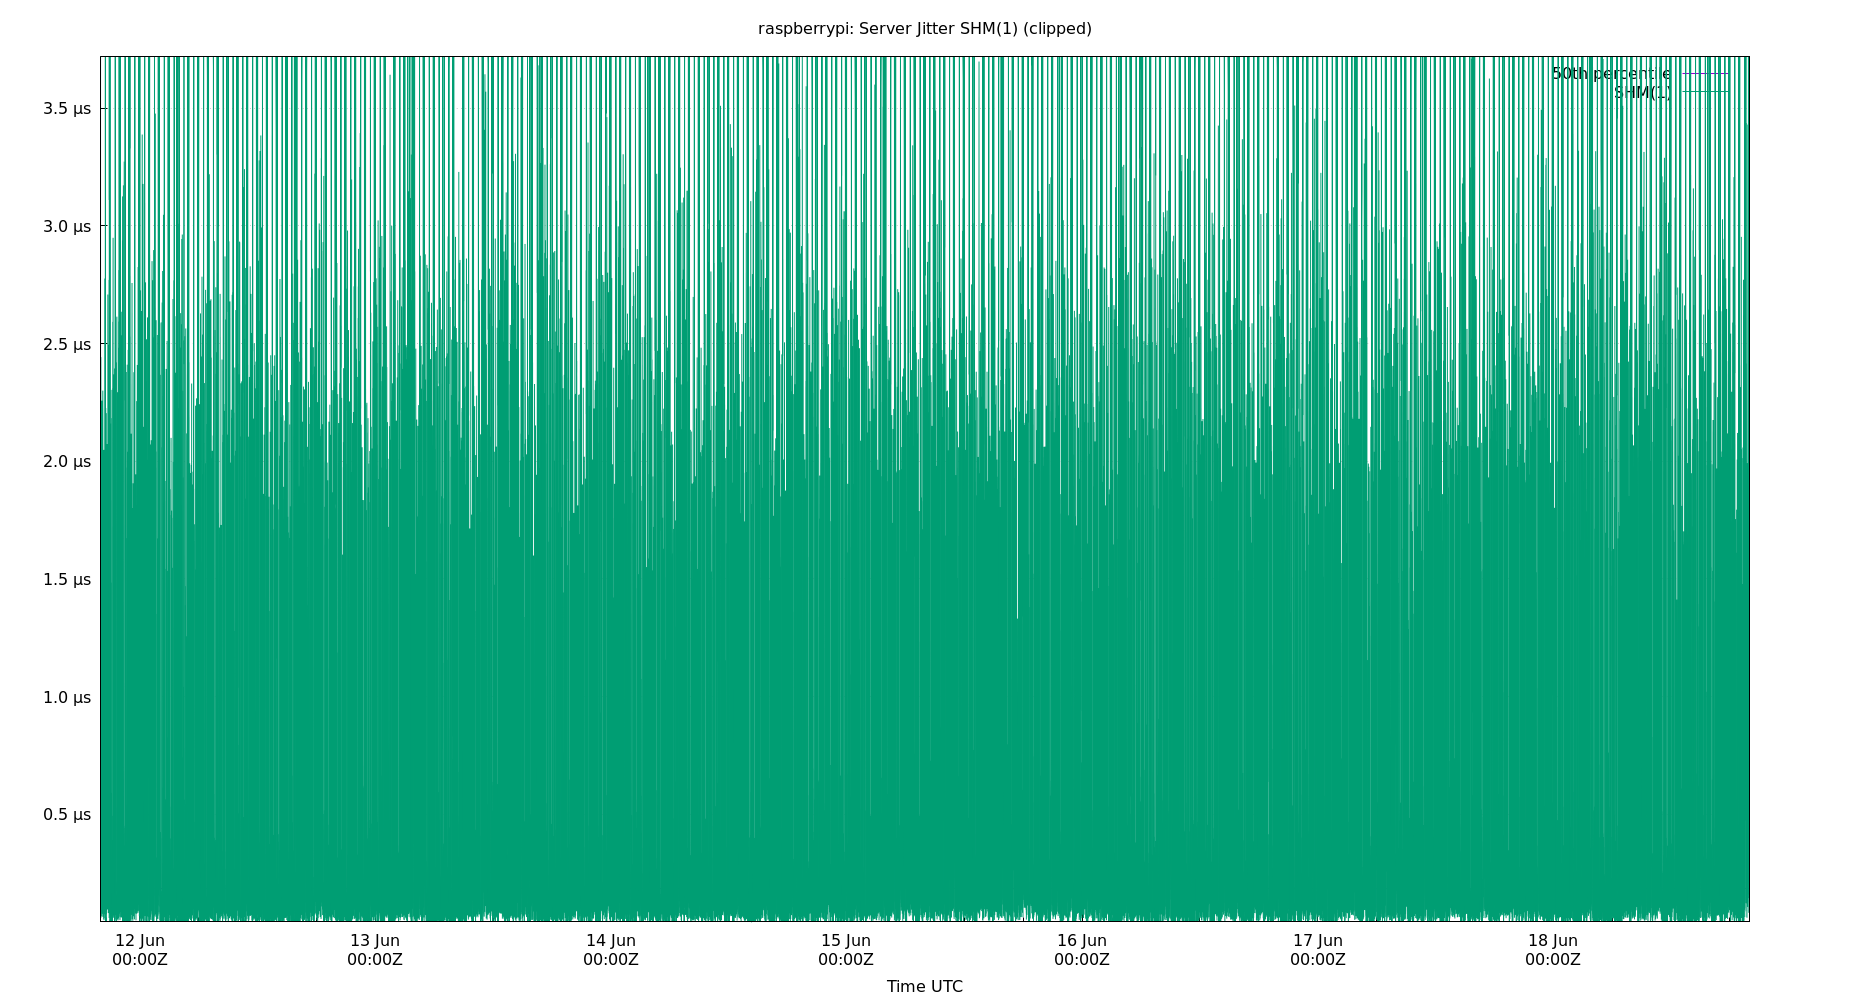 raspberrypi: Server Jitter SHM(1) (clipped)
50th percentile
SHM(1)
3.5 μs
3.0 μs
2.5 μs
2.0 μs
1.5 μs
1.0 μs
0.5 μs
12 Jun 13 Jun 14 Jun 15 Jun 16 Jun 17 Jun 18 Jun
00:00Z 00:00Z 00:00Z 00:00Z 00:00Z 00:00Z 00:00Z
Time UTC